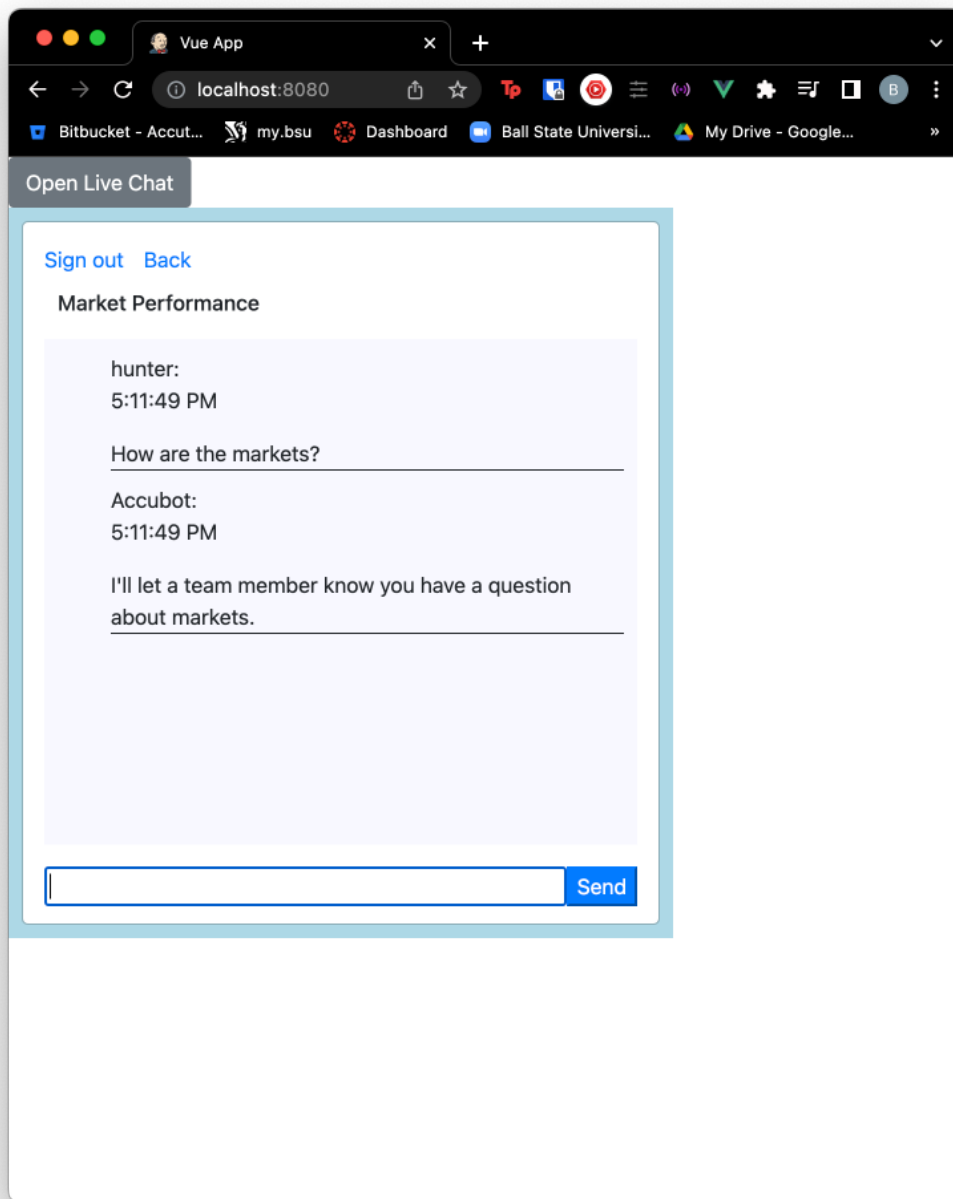 Vue App
localhost:8080
Tp
B
Bitbucket - Accut...
my.bsu
Dashboard
Ball State Universi...
My Drive - Google...
»
Open Live Chat
Sign out Back
Market Performance
hunter:
5:11:49 PM
How are the markets?
Accubot:
5:11:49 PM
I'll let a team member know you have a question
about markets.
Send